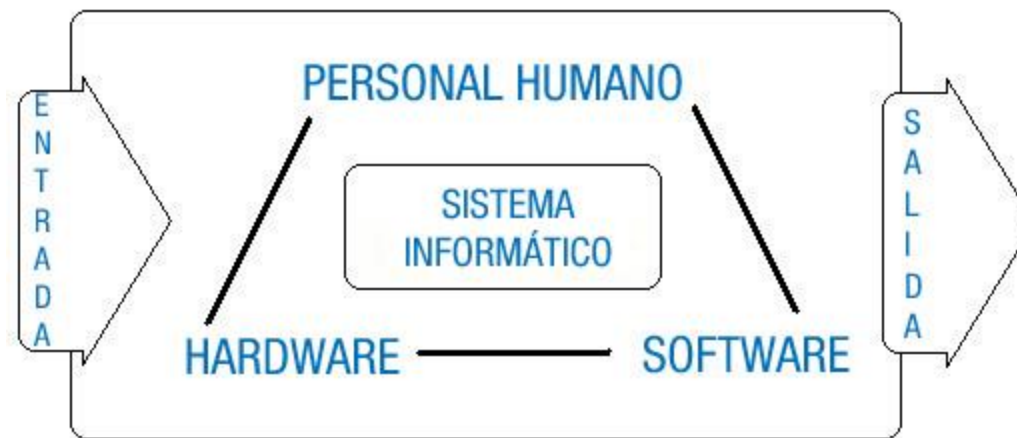 ENTRADA
PERSONAL HUMANO
SISTEMA
INFORMÁTICO
HARDWARE
SOFTWARE
SALIDA